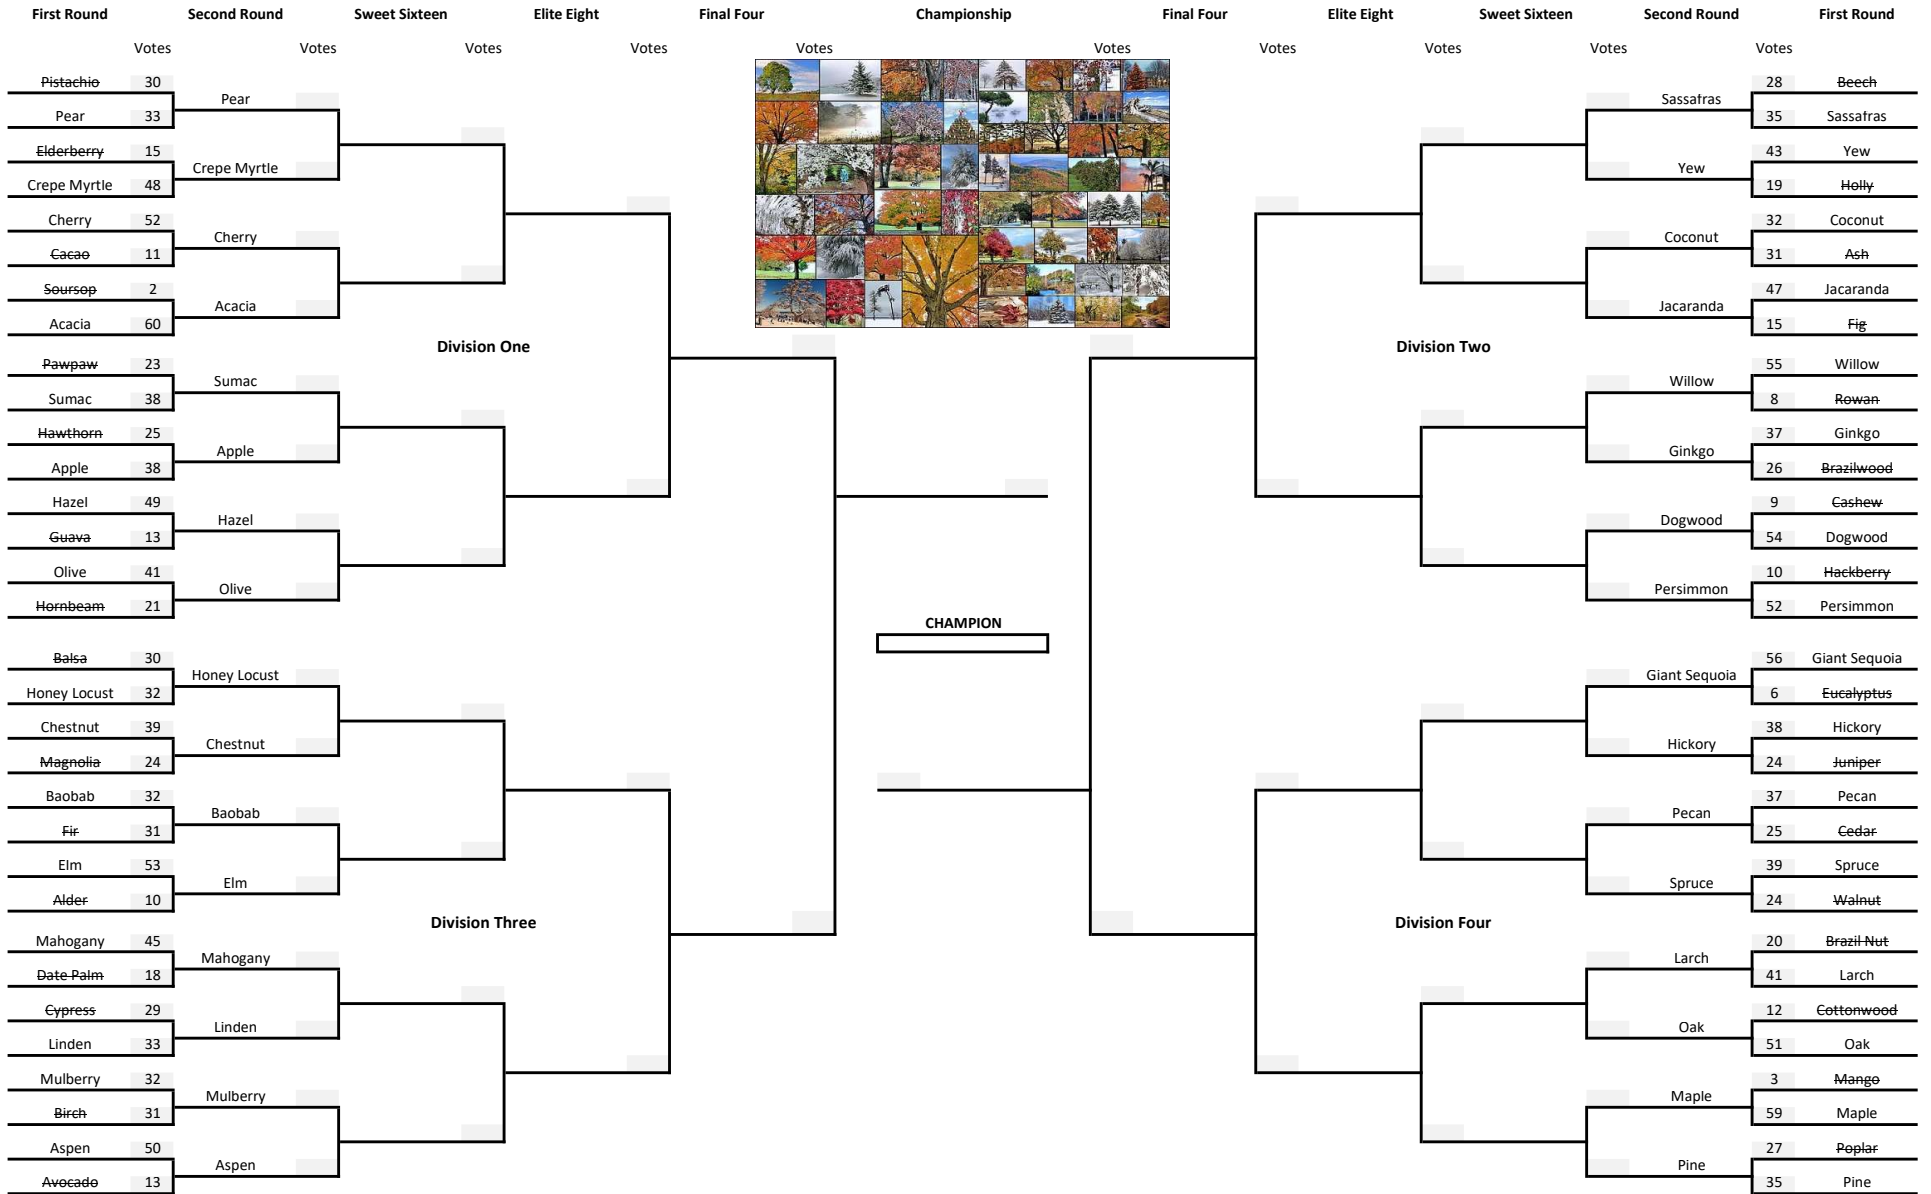 First Round Second Round Sweet Sixteen Elite Eight Final Four Championship Final Four Elite Eight Sweet Sixteen Second Round First Round
Votes Votes Votes Votes Votes Votes Votes Votes Votes Votes
Pistachio 30 28 Beech
Pear Sassafras
Pear 33 35 Sassafras
Elderberry 15 43 Yew
Crepe Myrtle Yew
Crepe Myrtle 48 19 Holly
Cherry 52 32 Coconut
Cherry Coconut
Cacao 11 31 Ash
Soursop 2 47 Jacaranda
Acacia Jacaranda
Acacia 60 15 Fig
Division One Division Two
Pawpaw 23 55 Willow
Sumac Willow
Sumac 38 8 Rowan
Hawthorn 25 37 Ginkgo
Apple Ginkgo
Apple 38 26 Brazilwood
Hazel 49 9 Cashew
Hazel Dogwood
Guava 13 54 Dogwood
Olive 41 10 Hackberry
Olive Persimmon
Hornbeam 21 52 Persimmon
CHAMPION
Balsa 30 56 Giant Sequoia
Honey Locust Giant Sequoia
Honey Locust 32 6 Eucalyptus
Chestnut 39 38 Hickory
Chestnut Hickory
Magnolia 24 24 Juniper
Baobab 32 37 Pecan
Baobab Pecan
Fir 31 25 Cedar
Elm 53 39 Spruce
Elm Spruce
Alder 10 24 Walnut
Division Three Division Four
Mahogany 45 20 Brazil Nut
Mahogany Larch
Date Palm 18 41 Larch
Cypress 29 12 Cottonwood
Linden Oak
Linden 33 51 Oak
Mulberry 32 3 Mango
Mulberry Maple
Birch 31 59 Maple
Aspen 50 27 Poplar
Aspen Pine
Avocado 13 35 Pine